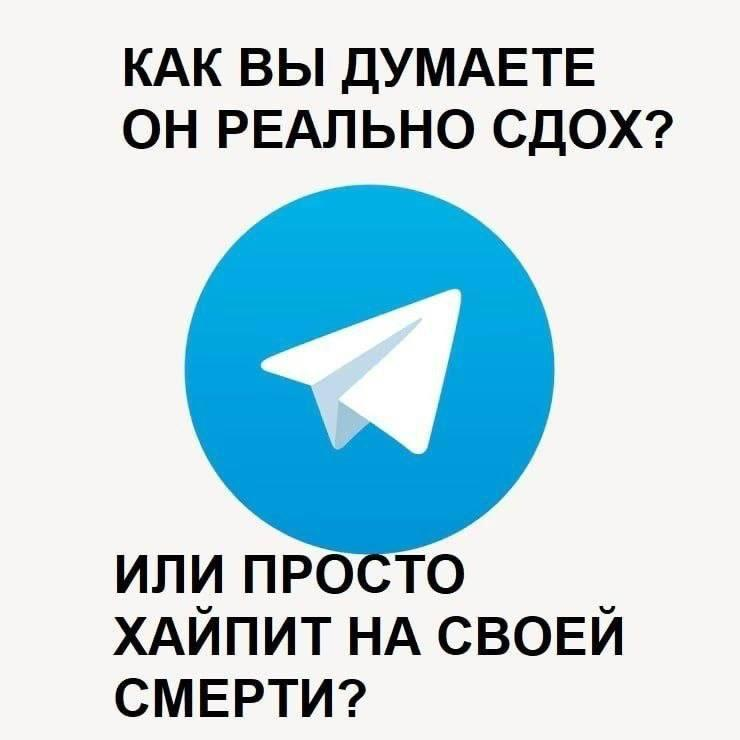 КАК ВЫ ДУМАЕТЕ
ОН РЕАЛЬНО СДОХ?
ИЛИ ПРОСТО
ХАЙПИТ НА СВОЕЙ
СМЕРТИ?